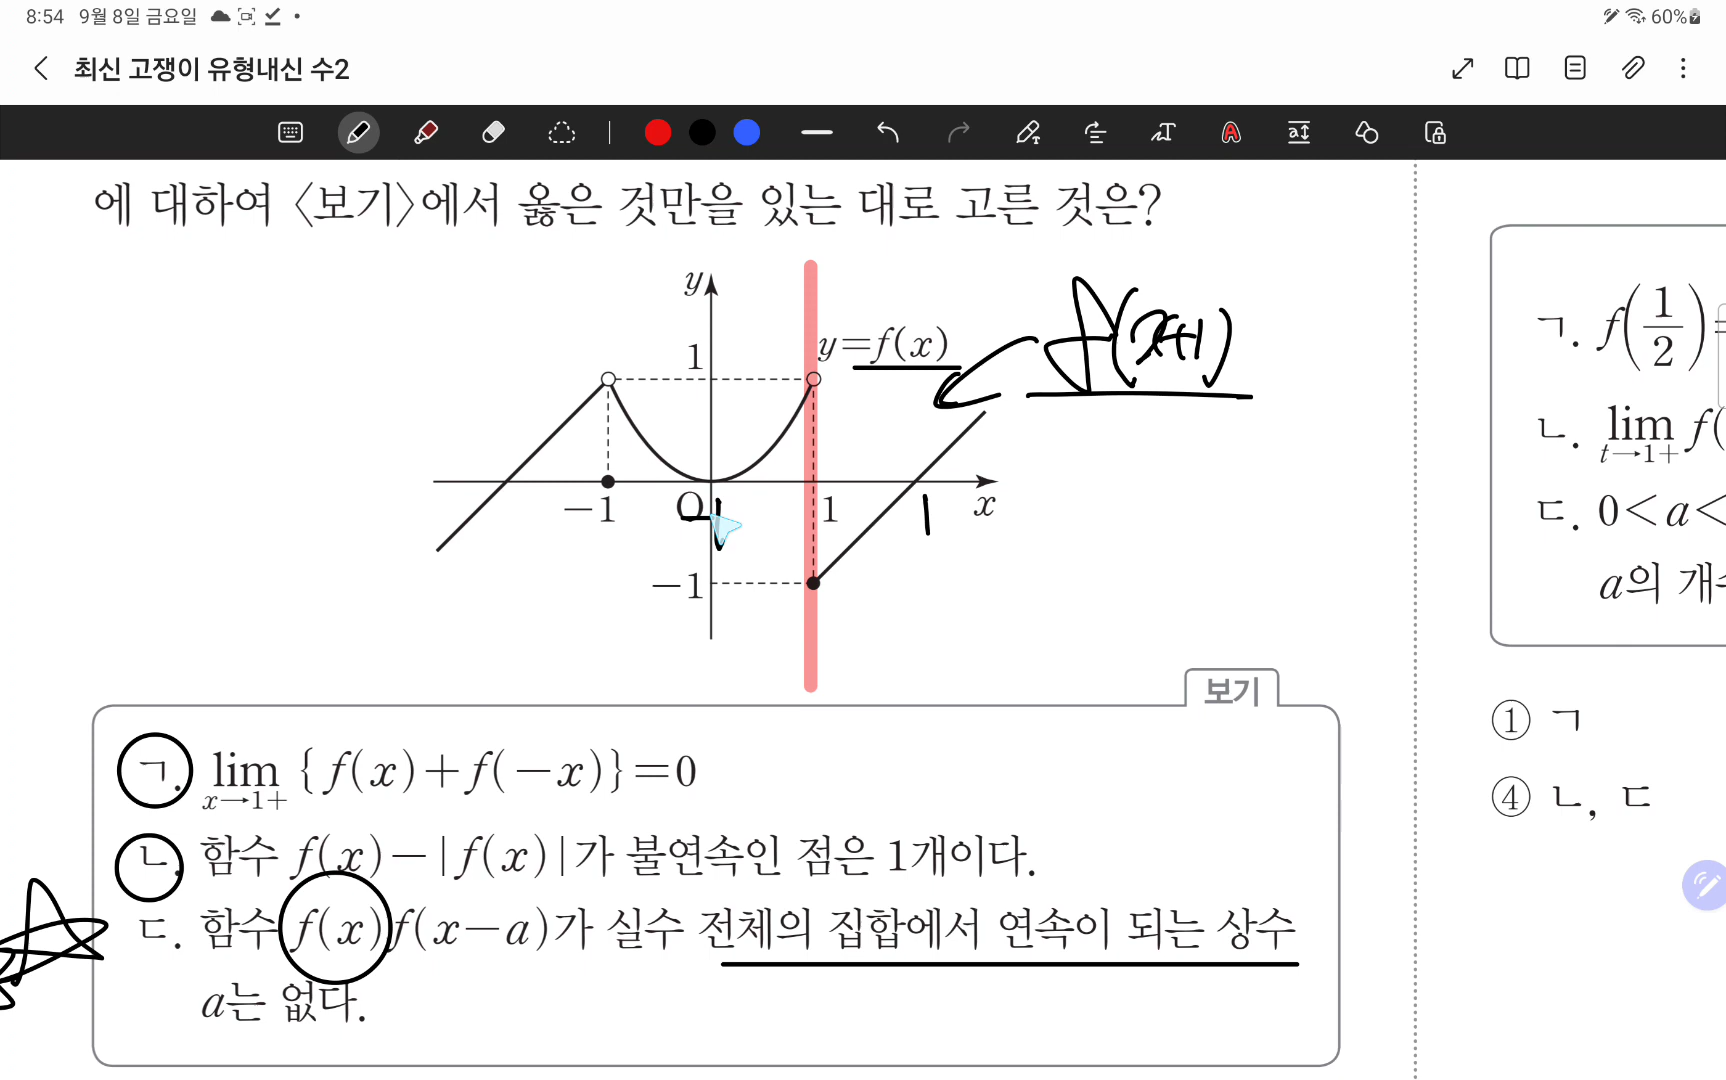 8:54 9월 8일 금요일
60%
최신 고쟁이 유형내신 수2
에 대하여 〈보기〉에서 옳은 것만을 있는 대로 고른 것은?
y
1
y=f(x)
f(x+1)
-1
O
1
1
x
-1
보기
ㄱ. lim x→1+ {f(x)+f(-x)}=0
ㄴ. 함수 f(x)-|f(x)|가 불연속인 점은 1개이다.
ㄷ. 함수 f(x)f(x-a)가 실수 전체의 집합에서 연속이 되는 상수
a는 없다.
ㄱ. f(1/2)=
ㄴ. lim t→1+ f(
ㄷ. 0<a<
a의 개수
① ㄱ
④ ㄴ, ㄷ